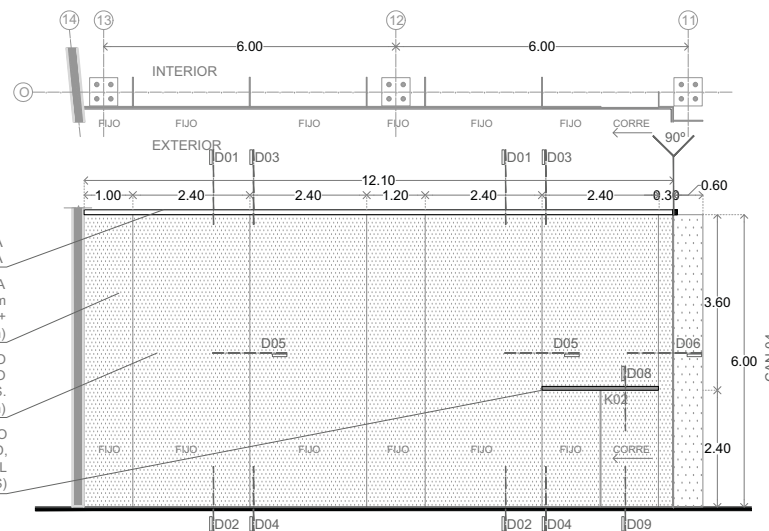 14 13 12 11
6.00 6.00
INTERIOR
O
FIJO FIJO FIJO FIJO FIJO FIJO CORRE
EXTERIOR 90º
D01 D03 D01 D03
12.10
1.00 2.40 2.40 1.20 2.40 2.40 0.30 0.60
A
A
A
m
+
)
3.60
D05 D05 D06
6.00
D
D
S.
)
D08
K02
O
D,
L
S)
2.40
FIJO FIJO FIJO FIJO FIJO FIJO CORRE
D02 D04 D02 D04 D09